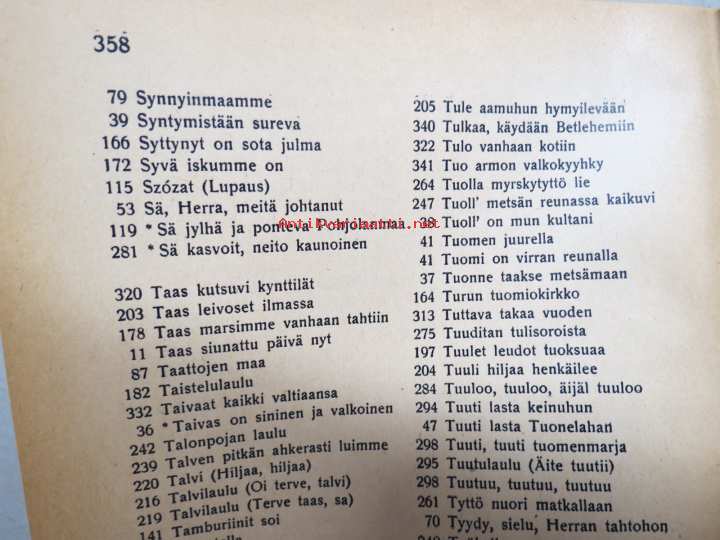 358
79 Synnyinmaamme
39 Syntymistään sureva
166 Syttynyt on sota julma
172 Syvä iskumme on
115 Szózat (Lupaus)
53 Sä, Herra, meitä johtanut
119 * Sä jylhä ja ponteva Pohjolanmaa
281 * Sä kasvoit, neito kaunoinen
320 Taas kutsuvi kynttilät
203 Taas leivoset ilmassa
178 Taas marsimme vanhaan tahtiin
11 Taas siunattu päivä nyt
87 Taattojen maa
182 Taistelulaulu
332 Taivaat kaikki valtiaansa
36 * Taivas on sininen ja valkoinen
242 Talonpojan laulu
239 Talven pitkän ahkerasti luimme
220 Talvi (Hiljaa, hiljaa)
216 Talvilaulu (Oi terve, talvi)
219 Talvilaulu (Terve taas, sa)
141 Tamburiinit soi
205 Tule aamuhun hymyilevään
340 Tulkaa, käydään Betlehemiin
322 Tulo vanhaan kotiin
341 Tuo armon valkokyyhky
264 Tuolla myrskytyttö lie
247 Tuoll' metsän reunassa kaikuvi
38 Tuoll' on mun kultani
41 Tuomen juurella
41 Tuomi on virran reunalla
37 Tuonne taakse metsämaan
164 Turun tuomiokirkko
313 Tuttava takaa vuoden
275 Tuuditan tulisoroista
197 Tuulet leudot tuoksuaa
204 Tuuli hiljaa henkäilee
284 Tuuloo, tuuloo, äijäl tuuloo
294 Tuuti lasta keinuhun
47 Tuuti lasta Tuonelahan
298 Tuuti, tuuti tuomenmarja
295 Tuutulaulu (Äite tuutii)
298 Tuutuu, tuutuu, tuutuu
261 Tyttö nuori matkallaan
70 Tyydy, sielu, Herran tahtohon